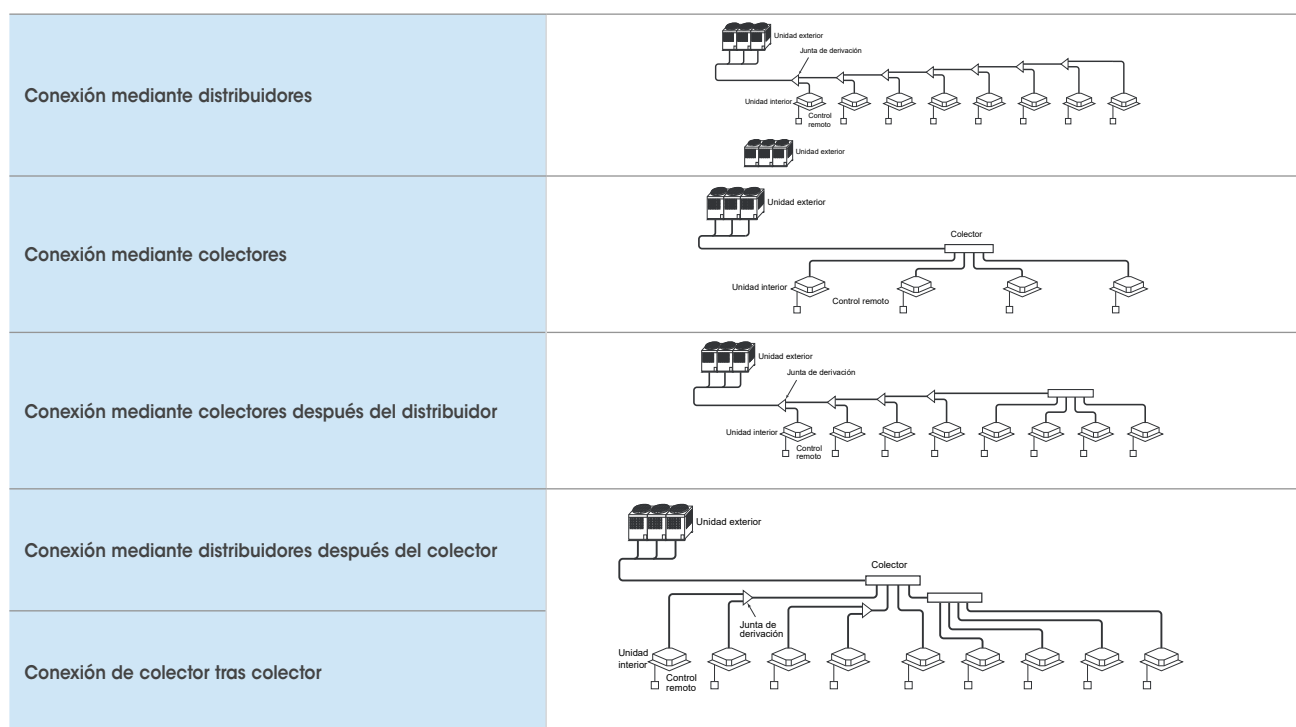 Conexión mediante distribuidores
Unidad exterior
Junta de derivación
Unidad interior
Control
remoto
Unidad exterior
Conexión mediante colectores
Unidad exterior
Colector
Unidad interior
Control remoto
Conexión mediante colectores después del distribuidor
Unidad exterior
Junta de derivación
Unidad interior
Control
remoto
Conexión mediante distribuidores después del colector
Unidad exterior
Colector
Junta de
derivación
Conexión de colector tras colector
Unidad
interior
Control
remoto